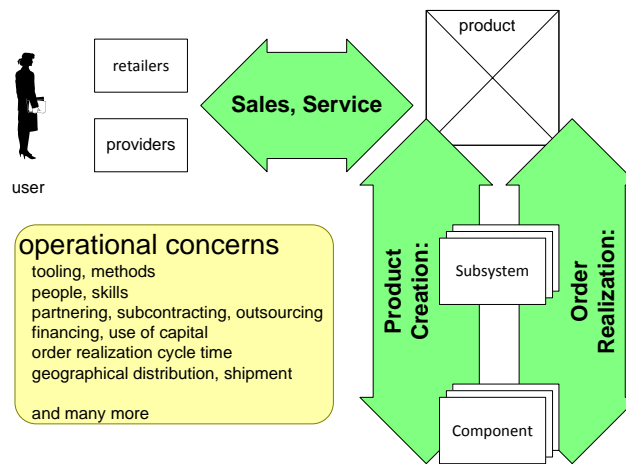 product
retailers
Sales, Service
providers
user
operational concerns
tooling, methods
people, skills
partnering, subcontracting, outsourcing
financing, use of capital
order realization cycle time
geographical distribution, shipment
and many more
Product
Creation:
Subsystem
Order
Realization:
Component